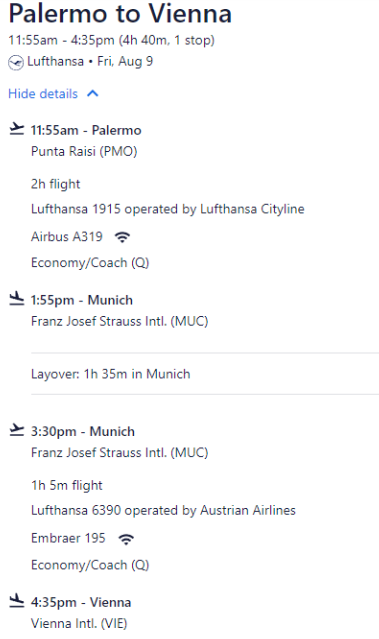 Palermo to Vienna
11:55am - 4:35pm (4h 40m, 1 stop)
Lufthansa • Fri, Aug 9
Hide details
11:55am - Palermo
Punta Raisi (PMO)
2h flight
Lufthansa 1915 operated by Lufthansa Cityline
Airbus A319
Economy/Coach (Q)
1:55pm - Munich
Franz Josef Strauss Intl. (MUC)
Layover: 1h 35m in Munich
3:30pm - Munich
Franz Josef Strauss Intl. (MUC)
1h 5m flight
Lufthansa 6390 operated by Austrian Airlines
Embraer 195
Economy/Coach (Q)
4:35pm - Vienna
Vienna Intl. (VIE)